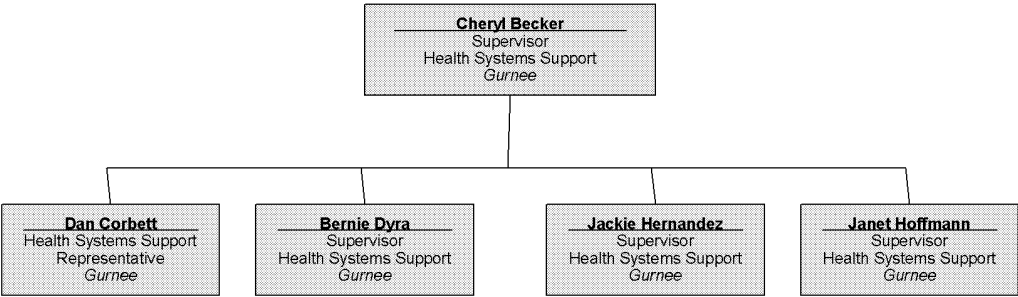 Cheryl Becker
Supervisor
Health Systems Support
Gurnee
Dan Corbett
Health Systems Support
Representative
Gurnee
Bernie Dyra
Supervisor
Health Systems Support
Gurnee
Jackie Hernandez
Supervisor
Health Systems Support
Gurnee
Janet Hoffmann
Supervisor
Health Systems Support
Gurnee